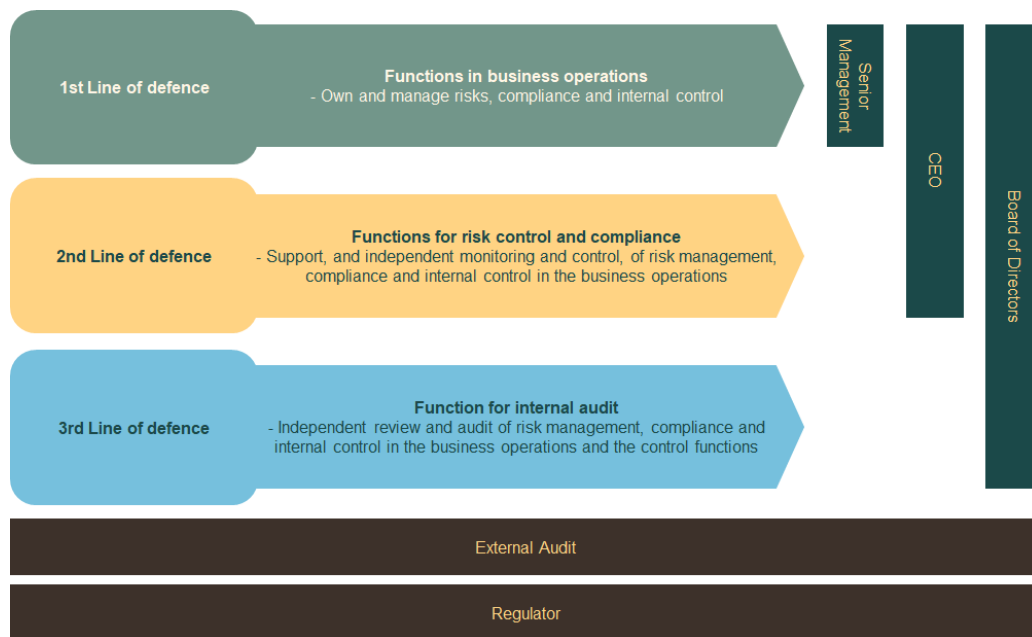 1st Line of defence
Functions in business operations
- Own and manage risks, compliance and internal control
Senior
Management
CEO
Board of Directors
2nd Line of defence
Functions for risk control and compliance
- Support, and independent monitoring and control, of risk management,
compliance and internal control in the business operations
3rd Line of defence
Function for internal audit
- Independent review and audit of risk management, compliance and
internal control in the business operations and the control functions
External Audit
Regulator